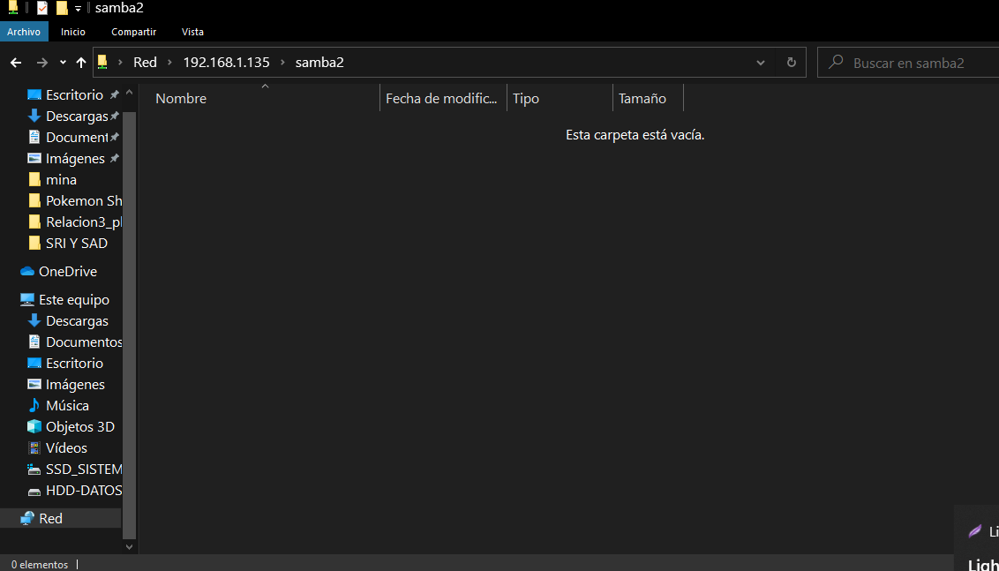 samba2
Archivo Inicio Compartir Vista
Red 192.168.1.135 samba2 Buscar en samba2
Nombre Fecha de modific... Tipo Tamaño
Esta carpeta está vacía.
Escritorio
Descargas
Document
Imágenes
mina
Pokemon Sh
Relacion3_pl
SRI Y SAD
OneDrive
Este equipo
Descargas
Documentos
Escritorio
Imágenes
Música
Objetos 3D
Vídeos
SSD_SISTEM
HDD-DATOS
Red
Li
Ligh
0 elementos